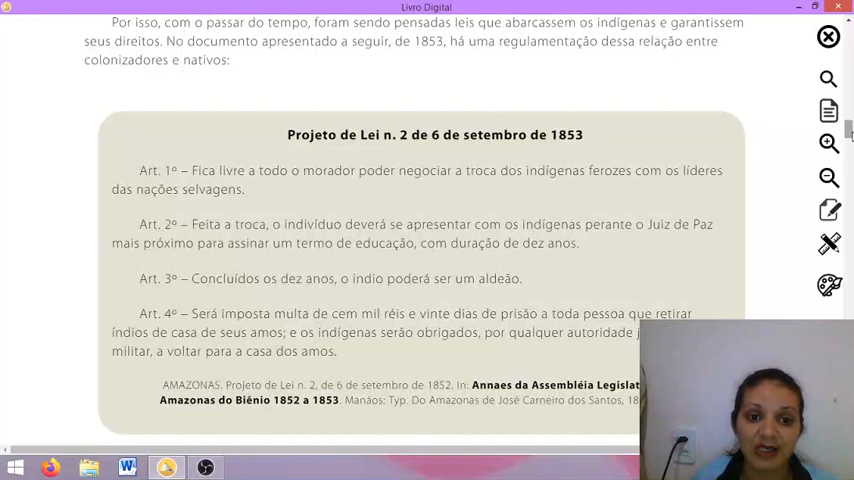 Livro Digital
Por isso, com o passar do tempo, foram sendo pensadas leis que abarcassem os indígenas e garantissem
seus direitos. No documento apresentado a seguir, de 1853, há uma regulamentação dessa relação entre
colonizadores e nativos:
Projeto de Lei n. 2 de 6 de setembro de 1853
Art. 1º – Fica livre a todo o morador poder negociar a troca dos indígenas ferozes com os líderes
das nações selvagens.
Art. 2º – Feita a troca, o indivíduo deverá se apresentar com os indígenas perante o Juiz de Paz
mais próximo para assinar um termo de educação, com duração de dez anos.
Art. 3º – Concluídos os dez anos, o índio poderá ser um aldeão.
Art. 4º – Será imposta multa de cem mil réis e vinte dias de prisão a toda pessoa que retirar
índios de casa de seus amos; e os indígenas serão obrigados, por qualquer autoridade
militar, a voltar para a casa dos amos.
AMAZONAS. Projeto de Lei n. 2, de 6 de setembro de 1852. In: Annaes da Assembléia
Amazonas do Biênio 1852 a 1853. Manáos: Typ. Do Amazonas de José Carneiro dos Santos,